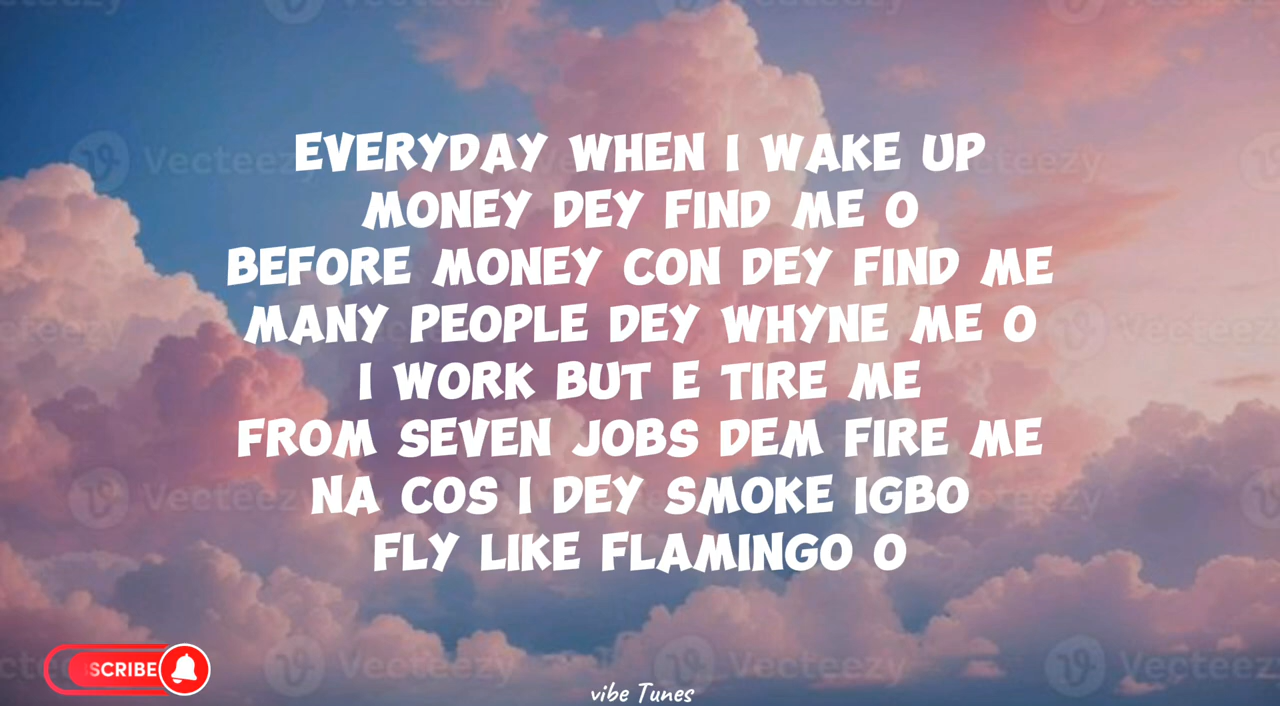 Vecteezy
EVERYDAY WHEN I WAKE UP
MONEY DEY FIND ME O
BEFORE MONEY CON DEY FIND ME
MANY PEOPLE DEY WHYNE ME O
I WORK BUT E TIRE ME
FROM SEVEN JOBS DEM FIRE ME
NA COS I DEY SMOKE IGBO
FLY LIKE FLAMINGO O
SCRIBE
vibe Tunes